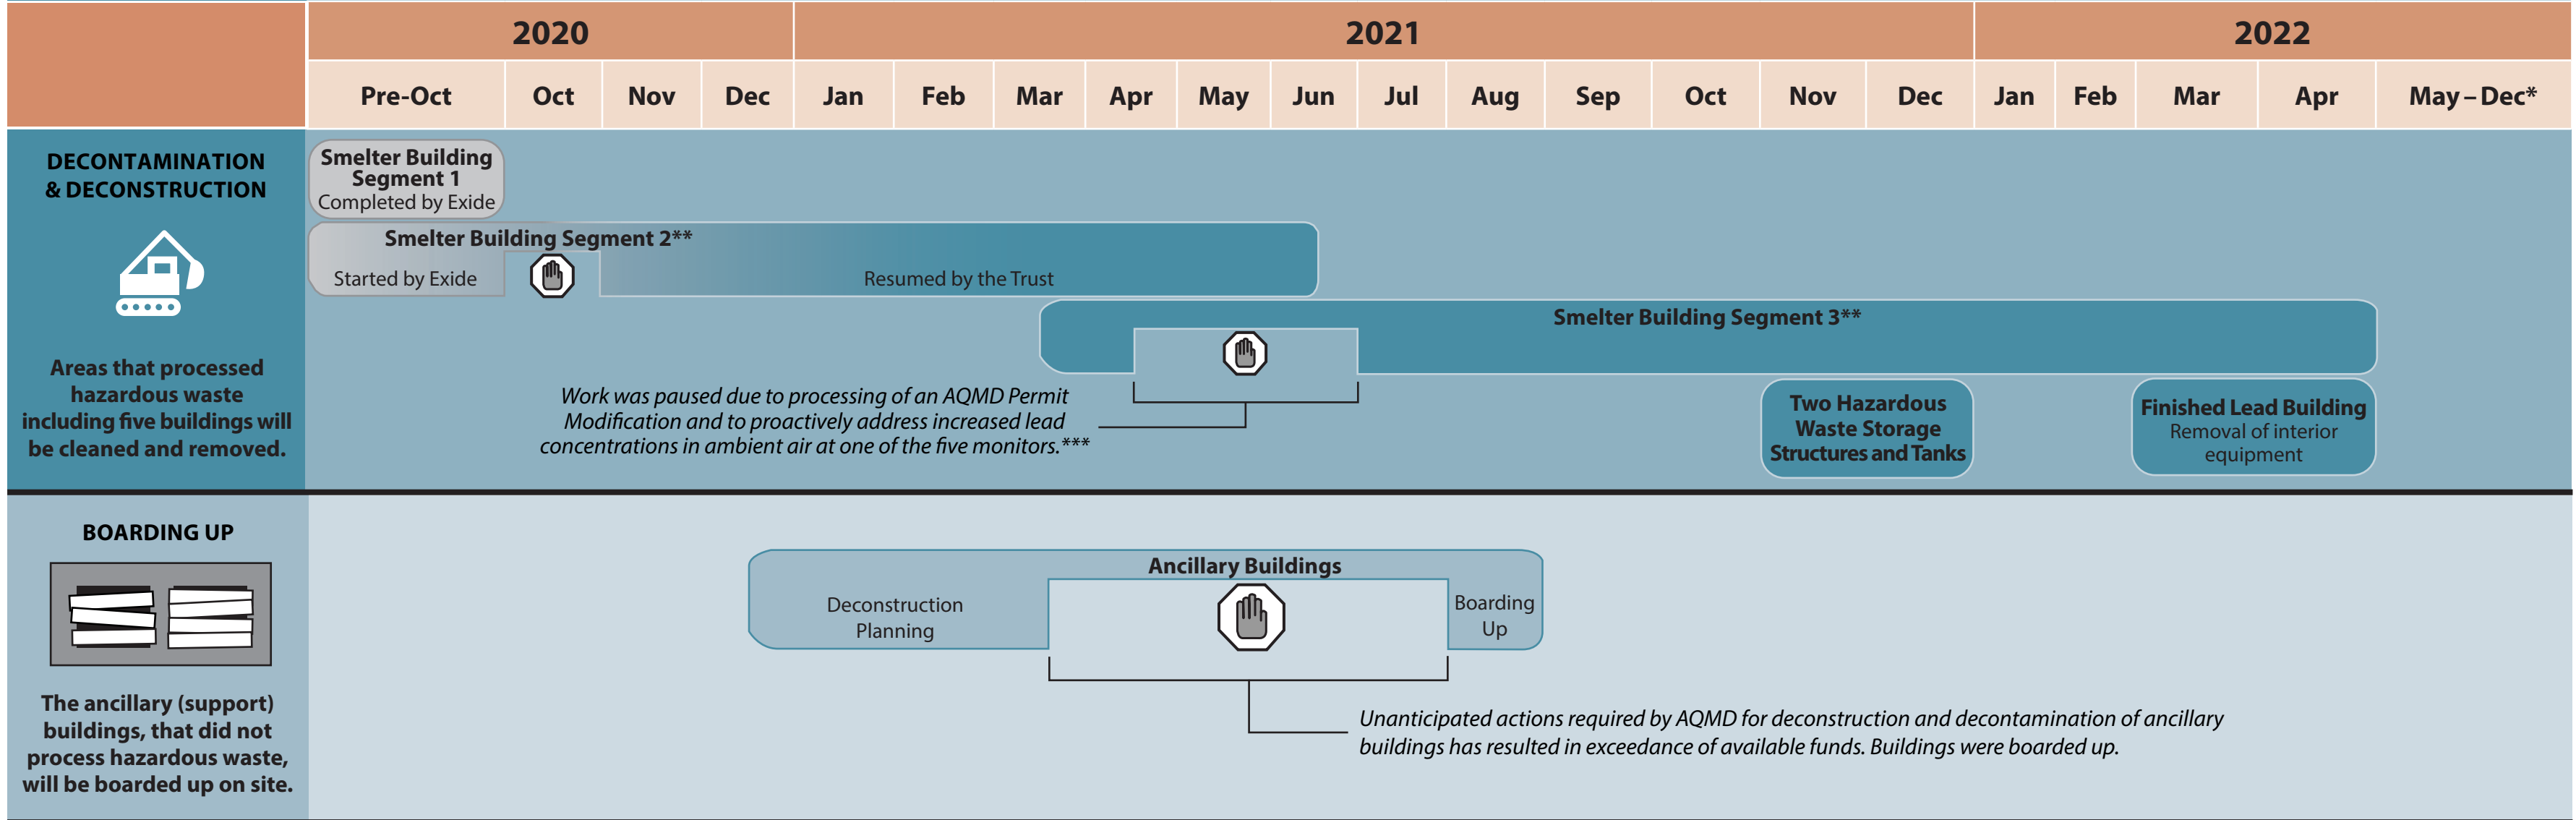 2020 2021 2022
Pre-Oct Oct Nov Dec Jan Feb Mar Apr May Jun Jul Aug Sep Oct Nov Dec Jan Feb Mar Apr May – Dec*
DECONTAMINATION
& DECONSTRUCTION
Areas that processed
hazardous waste
including five buildings will
be cleaned and removed.
Smelter Building
Segment 1
Completed by Exide
Smelter Building Segment 2**
Started by Exide
Resumed by the Trust
Smelter Building Segment 3**
Work was paused due to processing of an AQMD Permit
Modification and to proactively address increased lead
concentrations in ambient air at one of the five monitors.***
Two Hazardous
Waste Storage
Structures and Tanks
Finished Lead Building
Removal of interior
equipment
BOARDING UP
The ancillary (support)
buildings, that did not
process hazardous waste,
will be boarded up on site.
Ancillary Buildings
Deconstruction
Planning
Boarding
Up
Unanticipated actions required by AQMD for deconstruction and decontamination of ancillary
buildings has resulted in exceedance of available funds. Buildings were boarded up.